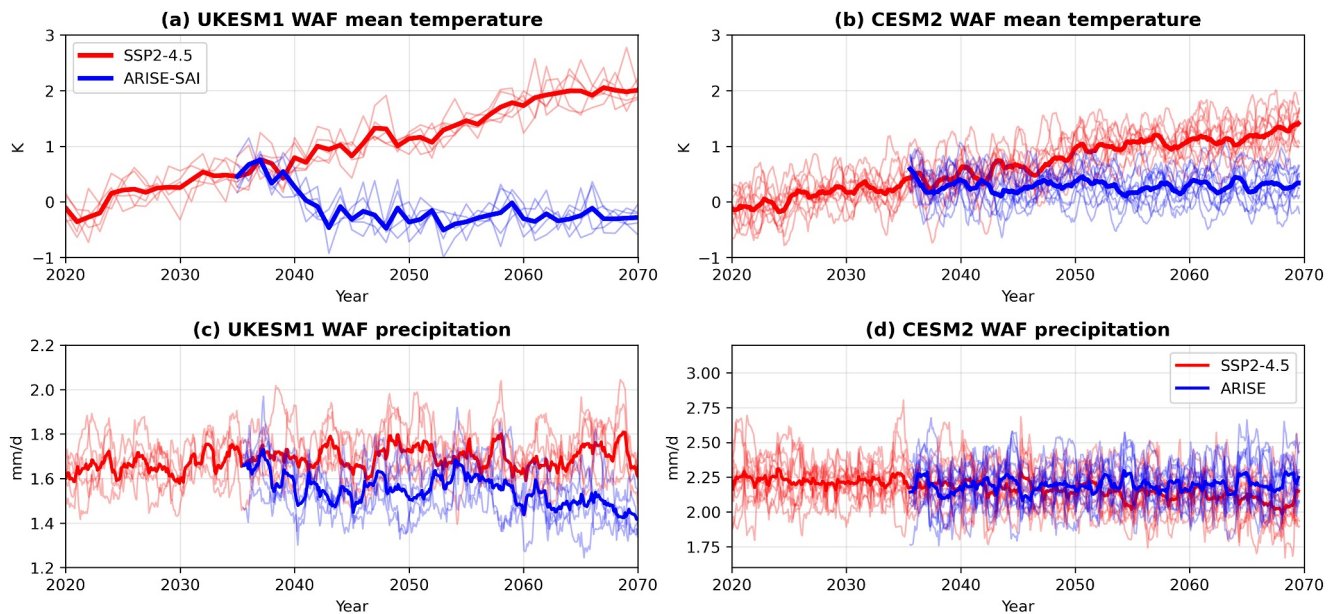 (a) UKESM1 WAF mean temperature
3
2
1
0
−1
K
SSP2-4.5
ARISE-SAI
2020 2030 2040 2050 2060 2070
Year
(b) CESM2 WAF mean temperature
3
2
1
0
−1
K
2020 2030 2040 2050 2060 2070
Year
(c) UKESM1 WAF precipitation
2.2
2.0
1.8
1.6
1.4
1.2
mm/d
2020 2030 2040 2050 2060 2070
Year
(d) CESM2 WAF precipitation
3.00
2.75
2.50
2.25
2.00
1.75
mm/d
SSP2-4.5
ARISE
2020 2030 2040 2050 2060 2070
Year